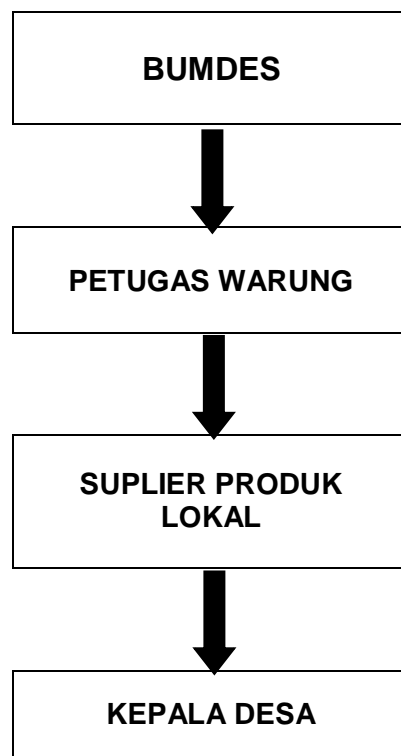 BUMDES
PETUGAS WARUNG
SUPLIER PRODUK
LOKAL
KEPALA DESA